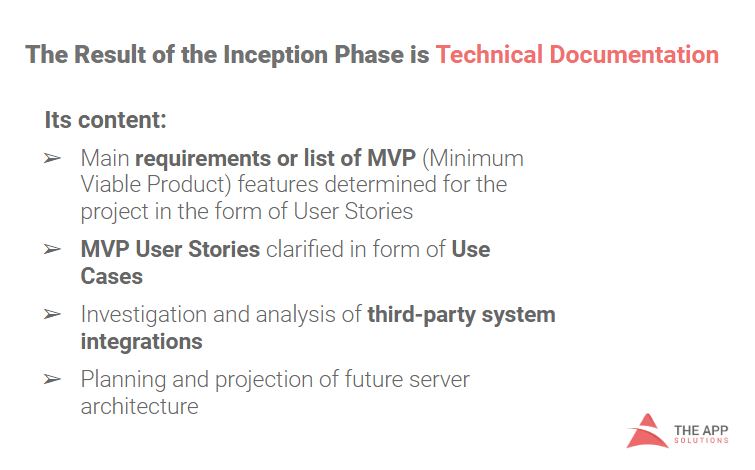 The Result of the Inception Phase is Technical Documentation
Its content:
➢ Main requirements or list of MVP (Minimum
Viable Product) features determined for the
project in the form of User Stories
➢ MVP User Stories clarified in form of Use
Cases
➢ Investigation and analysis of third-party system
integrations
➢ Planning and projection of future server
architecture
THE APP
SOLUTIONS